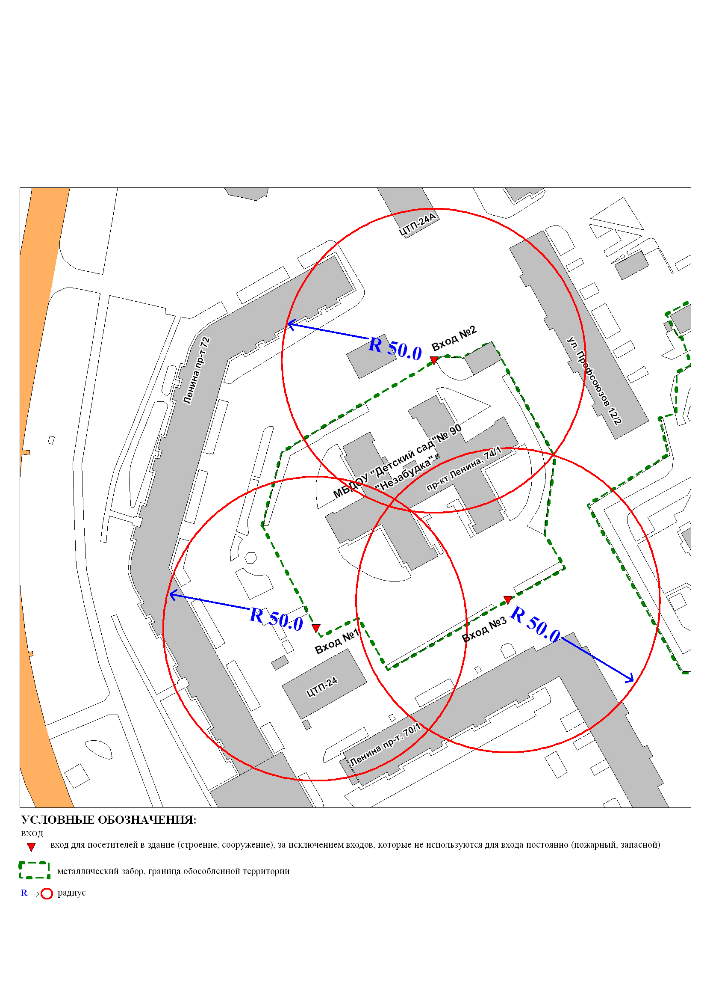 ЦТП-24А
Ленина пр-т 72
R 50.0
Вход №2
ул. Профсоюзов 12/2
МБДОУ "Детский сад"№ 90
"Незабудка"
пр-кт Ленина, 74/1
R 50.0
Вход №1
Вход №3
R 50.0
ЦТП-24
Ленина пр-т. 70/1
УСЛОВНЫЕ ОБОЗНАЧЕНИЯ:
ВХОД
вход для посетителей в здание (строение, сооружение), за исключением входов, которые не используются для входа постоянно (пожарный, запасной)
металлический забор, граница обособленной территории
R
радиус